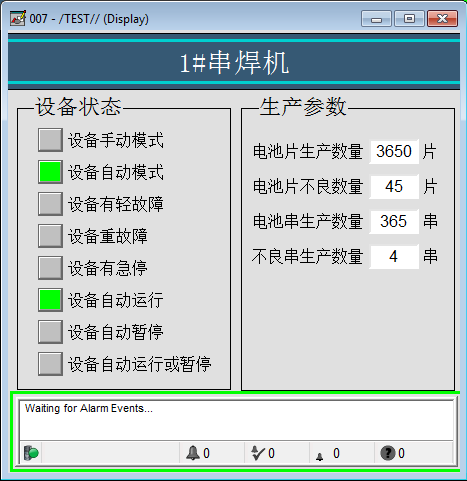 007 - /TEST// (Display)
1#串焊机
设备状态
设备手动模式
设备自动模式
设备有轻故障
设备重故障
设备有急停
设备自动运行
设备自动暂停
设备自动运行或暂停
生产参数
电池片生产数量 3650 片
电池片不良数量 45 片
电池串生产数量 365 串
不良串生产数量 4 串
Waiting for Alarm Events...
0 0 0 0